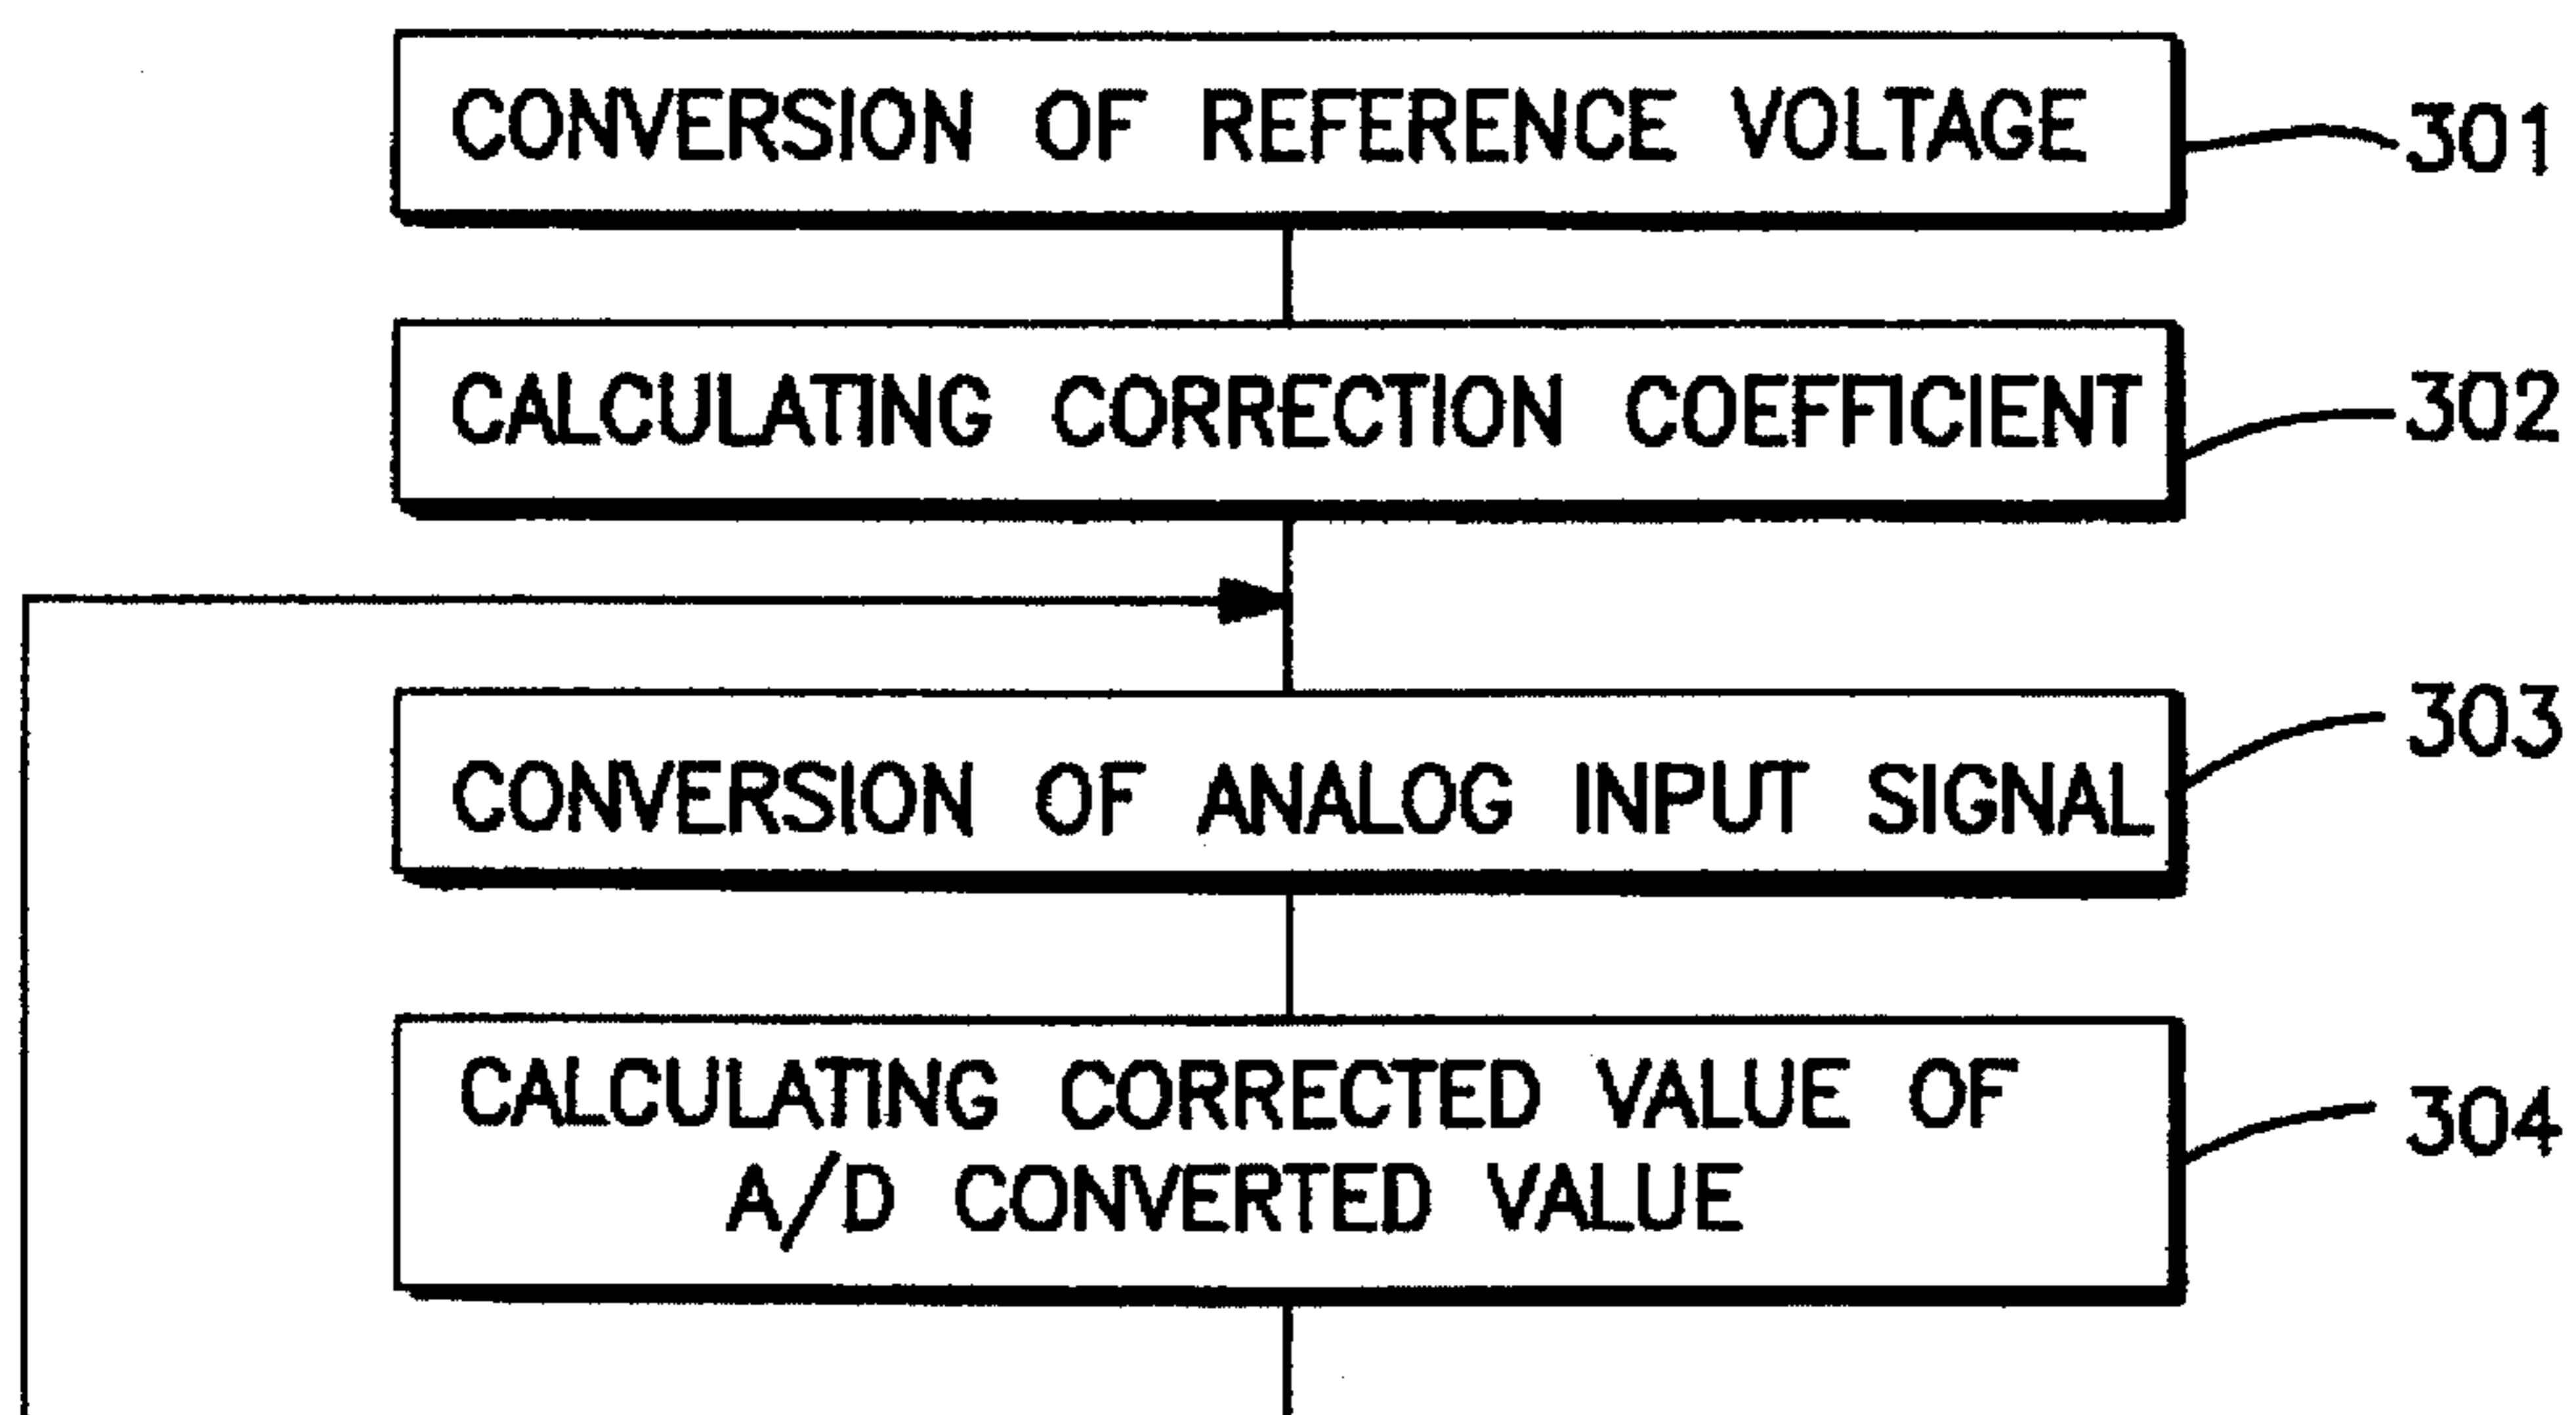 CONVERSION OF REFERENCE VOLTAGE
301
CALCULATING CORRECTION COEFFICIENT
302
CONVERSION OF ANALOG INPUT SIGNAL
303
CALCULATING CORRECTED VALUE OF
A/D CONVERTED VALUE
304